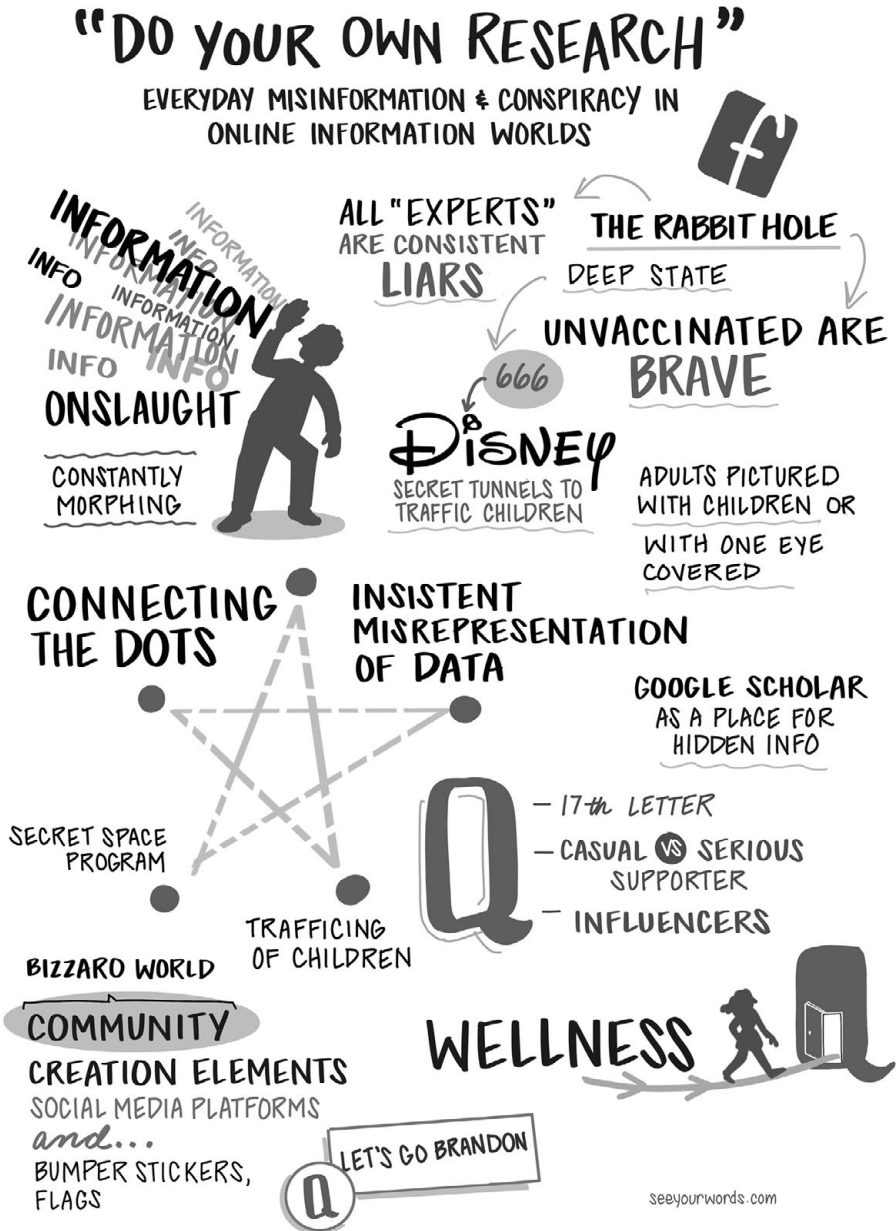 "DO YOUR OWN RESEARCH"
EVERYDAY MISINFORMATION & CONSPIRACY IN
ONLINE INFORMATION WORLDS
f
INFORMATION
INFORMATION
INFO
INFORMATION
INFO
INFORMATION
INFORMATION
INFO
INFO
ONSLAUGHT
CONSTANTLY
MORPHING
ALL "EXPERTS"
ARE CONSISTENT
LIARS
THE RABBIT HOLE
DEEP STATE
UNVACCINATED ARE
BRAVE
666
DISNEY
SECRET TUNNELS TO
TRAFFIC CHILDREN
ADULTS PICTURED
WITH CHILDREN OR
WITH ONE EYE
COVERED
CONNECTING
THE DOTS
INSISTENT
MISREPRESENTATION
OF DATA
GOOGLE SCHOLAR
AS A PLACE FOR
HIDDEN INFO
SECRET SPACE
PROGRAM
TRAFFICING
OF CHILDREN
Q
– 17th LETTER
– CASUAL VS SERIOUS
SUPPORTER
– INFLUENCERS
BIZZARO WORLD
COMMUNITY
CREATION ELEMENTS
SOCIAL MEDIA PLATFORMS
and...
BUMPER STICKERS,
FLAGS
WELLNESS
Q
Q
LET'S GO BRANDON
seeyourwords.com